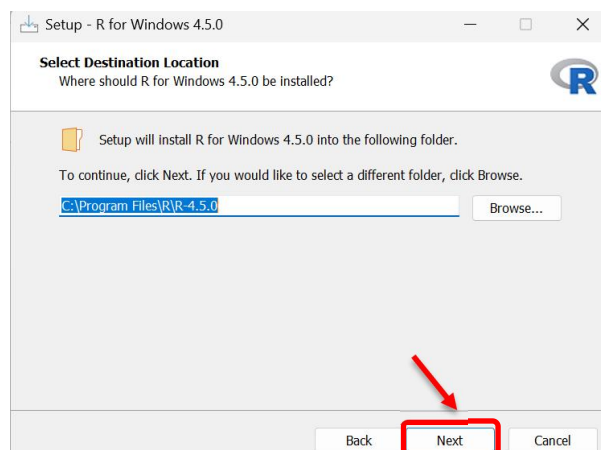 Setup - R for Windows 4.5.0
Select Destination Location
Where should R for Windows 4.5.0 be installed?
R
Setup will install R for Windows 4.5.0 into the following folder.
To continue, click Next. If you would like to select a different folder, click Browse.
C:\Program Files\R\R-4.5.0
Browse...
Back Next Cancel